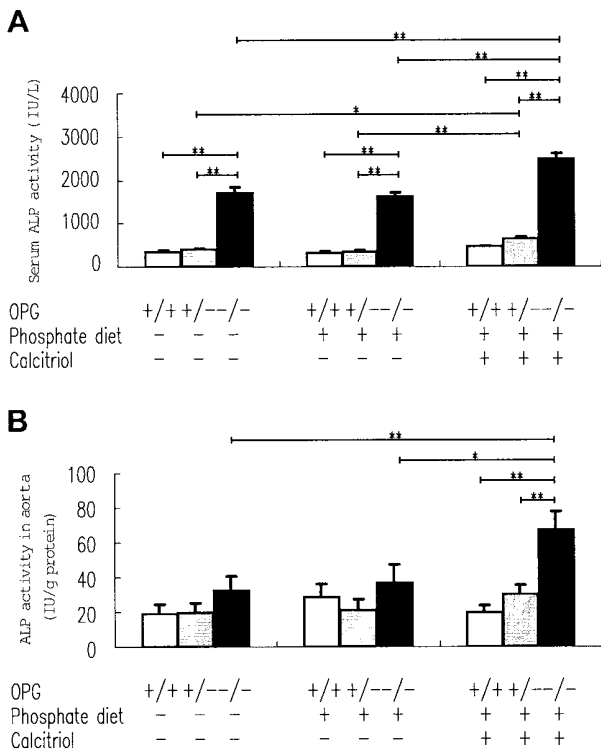 A
**
**
**
**
*
**
**
**
**
**
4000
3000
2000
1000
0
Serum ALP activity (IU/L)
OPG +/+ +/- -/- +/+ +/- -/- +/+ +/- -/-
Phosphate diet - - - + + + + + +
Calcitriol - - - - - - + + +
B
**
*
**
**
100
80
60
40
20
0
ALP activity in aorta
(IU/g protein)
OPG +/+ +/- -/- +/+ +/- -/- +/+ +/- -/-
Phosphate diet - - - + + + + + +
Calcitriol - - - - - - + + +